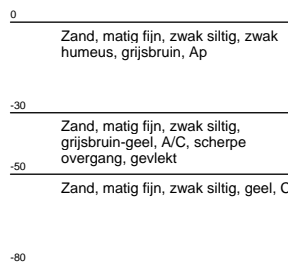 0
Zand, matig fijn, zwak siltig, zwak
humeus, grijsbruin, Ap
-30
Zand, matig fijn, zwak siltig,
grijsbruin-geel, A/C, scherpe
overgang, gevlekt
-50
Zand, matig fijn, zwak siltig, geel, C
-80